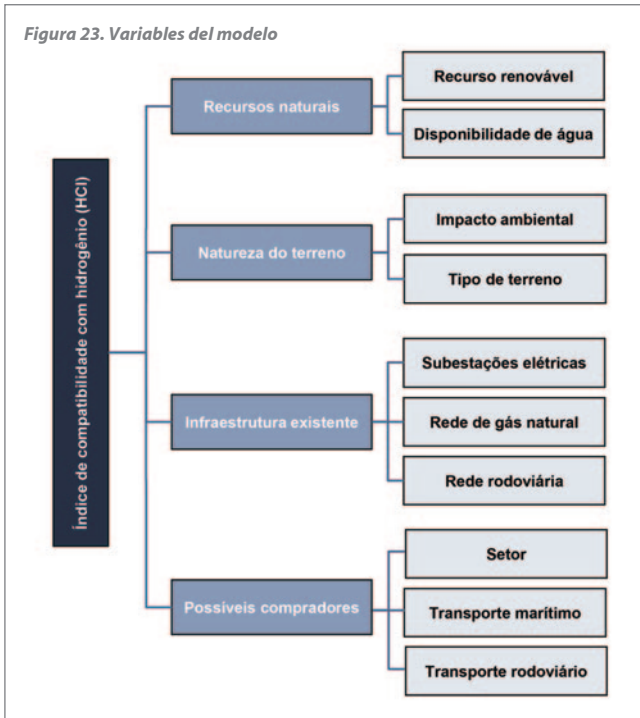 Figura 23. Variables del modelo
Índice de compatibilidade com hidrogênio (HCI)
Recursos naturais
Recurso renovável
Disponibilidade de água
Natureza do terreno
Impacto ambiental
Tipo de terreno
Infraestrutura existente
Subestações elétricas
Rede de gás natural
Rede rodoviária
Possíveis compradores
Setor
Transporte marítimo
Transporte rodoviário